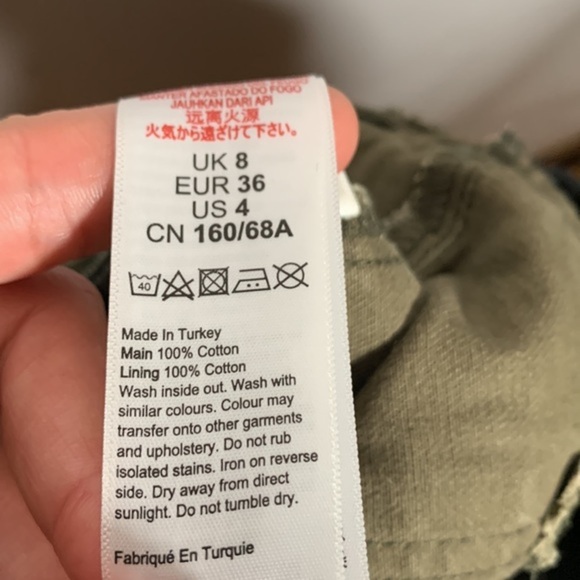 MANTER AFASTADO DO FOGO
JAUHKAN DARI API
远离火源
火気から遠ざけて下さい。
UK 8
EUR 36
US 4
CN 160/68A
40
Made In Turkey
Main 100% Cotton
Lining 100% Cotton
Wash inside out. Wash with
similar colours. Colour may
transfer onto other garments
and upholstery. Do not rub
isolated stains. Iron on reverse
side. Dry away from direct
sunlight. Do not tumble dry.
Fabriqué En Turquie